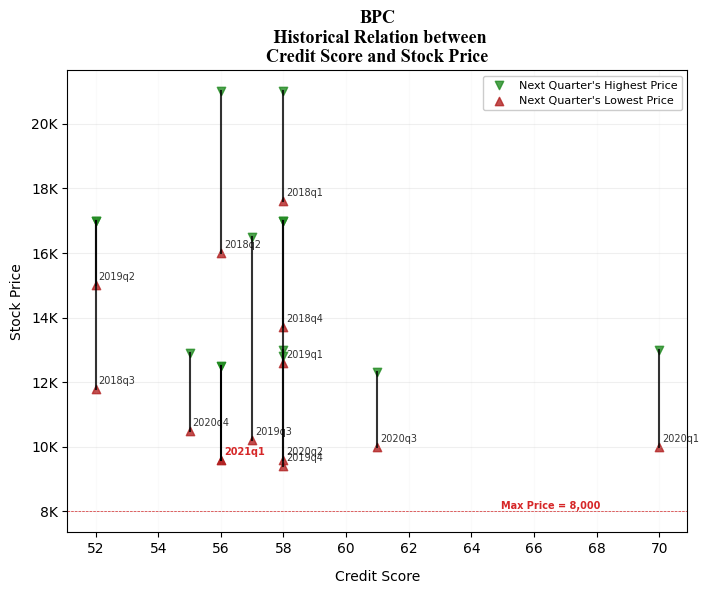 BPC
Historical Relation between
Credit Score and Stock Price
Next Quarter's Highest Price
Next Quarter's Lowest Price
Stock Price
20K
18K
16K
14K
12K
10K
8K
2018q1
2018q2
2019q2
2018q4
2019q1
2018q3
2020q4
2019q3
2021q1
2020q2
2019q4
2020q3
2020q1
Max Price = 8,000
52 54 56 58 60 62 64 66 68 70
Credit Score